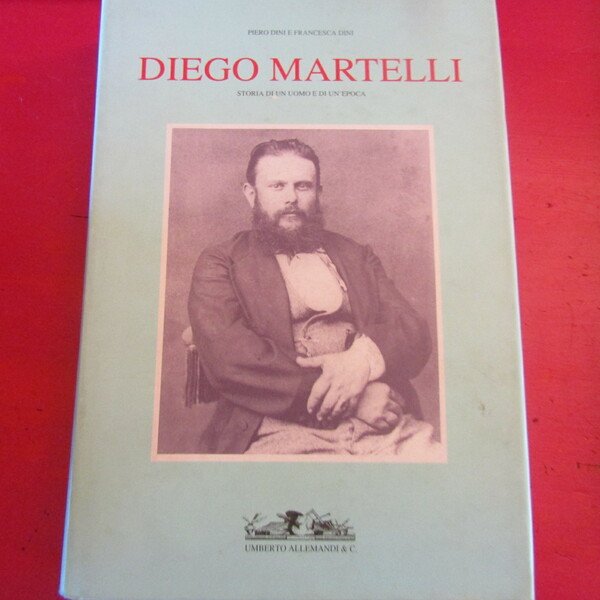 PIERO DINI E FRANCESCA DINI
DIEGO MARTELLI
STORIA DI UN UOMO E DI UN'EPOCA
UMBERTO ALLEMANDI & C.